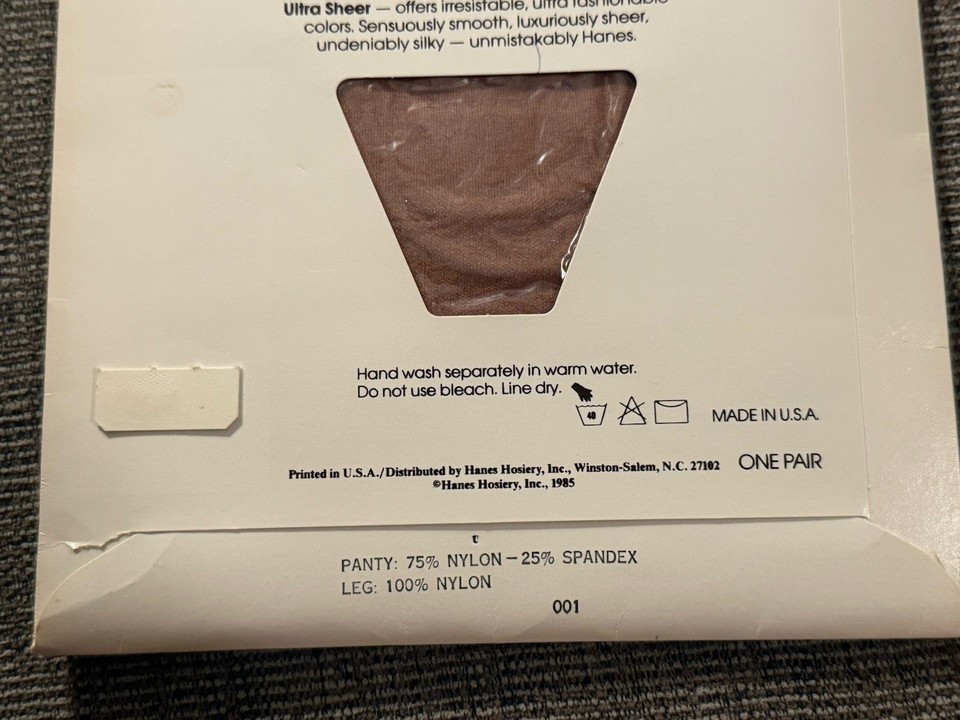 Ultra Sheer — offers irresistable, ultra fashionable
colors. Sensuously smooth, luxuriously sheer,
undeniably silky — unmistakably Hanes.
Hand wash separately in warm water.
Do not use bleach. Line dry.
40
MADE IN U.S.A.
Printed in U.S.A./Distributed by Hanes Hosiery, Inc., Winston-Salem, N.C. 27102
ONE PAIR
©Hanes Hosiery, Inc., 1985
PANTY: 75% NYLON—25% SPANDEX
LEG: 100% NYLON
001